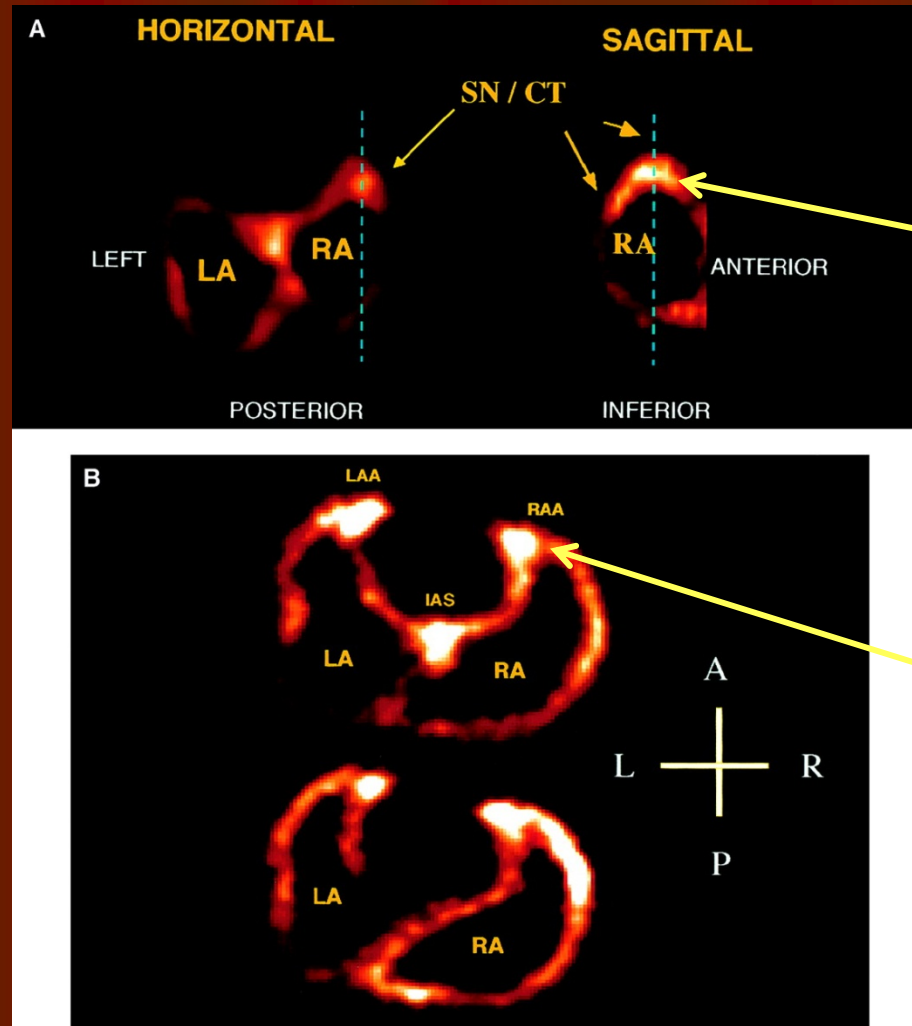 A
HORIZONTAL
SAGITTAL
SN / CT
LEFT
LA
RA
RA
ANTERIOR
POSTERIOR
INFERIOR
B
LAA
RAA
IAS
LA
RA
A
L
R
P
LA
RA